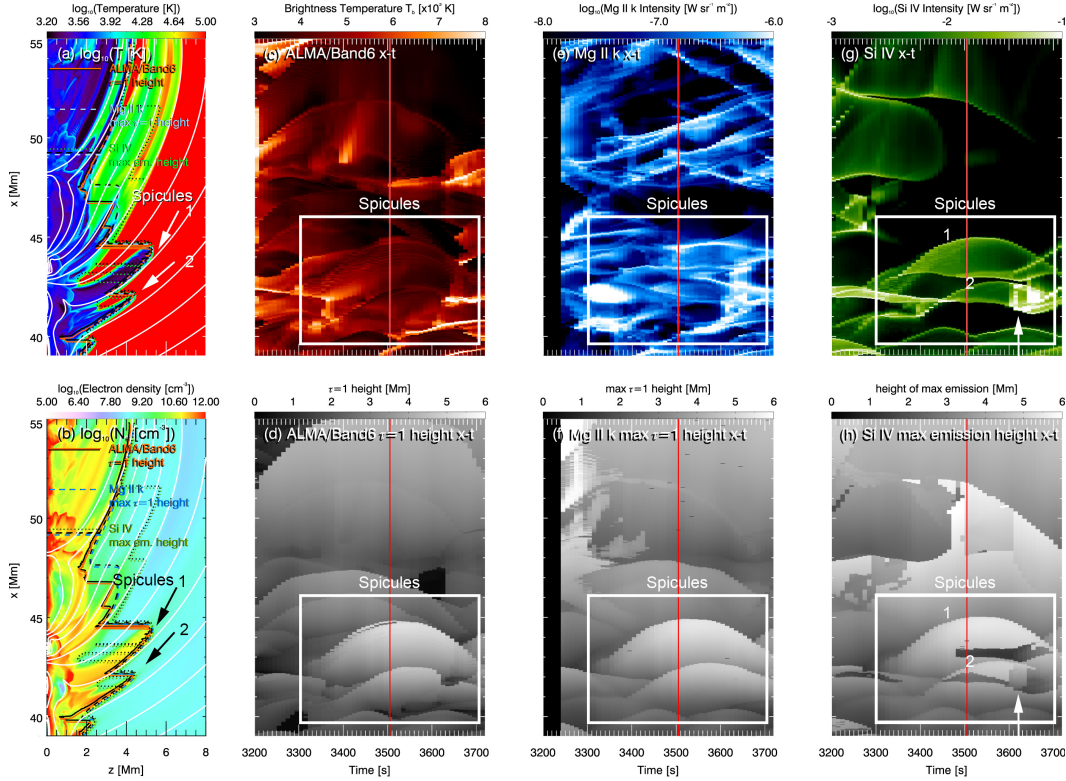 log₁₀(Temperature [K])
3.20 3.56 3.92 4.28 4.64 5.00
(a) log₁₀(T [K])
ALMA/Band6
τ=1 height
Mg II k
max τ=1 height
Si IV
max em. height
Spicules
1
2
x [Mm]
55
50
45
40
Brightness Temperature T_b [x10³ K]
3 4 5 6 7 8
(c) ALMA/Band6 x-t
Spicules
log₁₀(Mg II k Intensity [W sr⁻¹ m⁻²])
-8.0 -7.5 -7.0 -6.5 -6.0
(e) Mg II k x-t
Spicules
log₁₀(Si IV Intensity [W sr⁻¹ m⁻²])
-3 -2 -1
(g) Si IV x-t
Spicules
1
2
log₁₀(Electron density [cm⁻³])
5.00 6.40 7.80 9.20 10.60 12.00
ALMA/Band6
τ=1 height
Mg II k
max τ=1 height
Si IV
max em. height
Spicules 1
2
x [Mm]
55
50
45
40
0 2 4 6 8
z [Mm]
τ=1 height [Mm]
0 1 2 3 4 5 6
(d) ALMA/Band6 τ=1 height x-t
Spicules
3200 3300 3400 3500 3600 3700
Time [s]
max τ=1 height [Mm]
0 1 2 3 4 5 6
(f) Mg II k max τ=1 height x-t
Spicules
3200 3300 3400 3500 3600 3700
Time [s]
height of max emission [Mm]
0 1 2 3 4 5 6
(h) Si IV max emission height x-t
Spicules
1
2
3200 3300 3400 3500 3600 3700
Time [s]